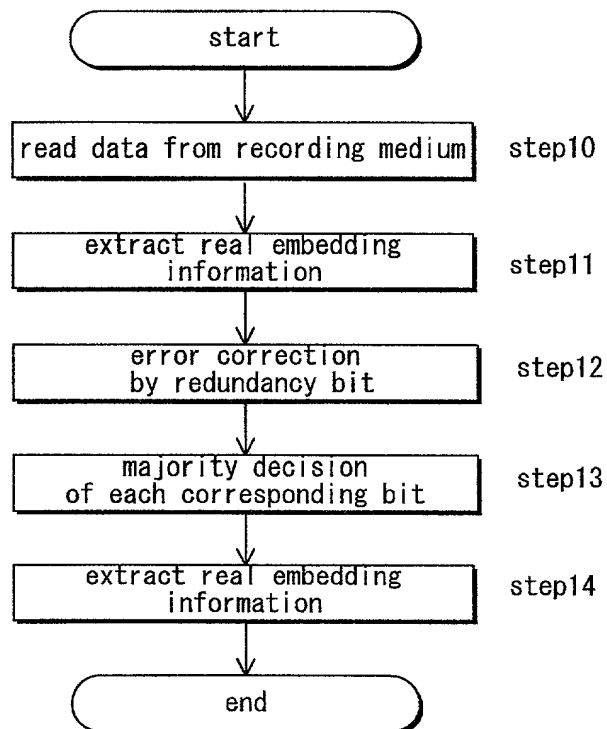 start
read data from recording medium step10
extract real embedding
information step11
error correction
by redundancy bit step12
majority decision
of each corresponding bit step13
extract real embedding
information step14
end